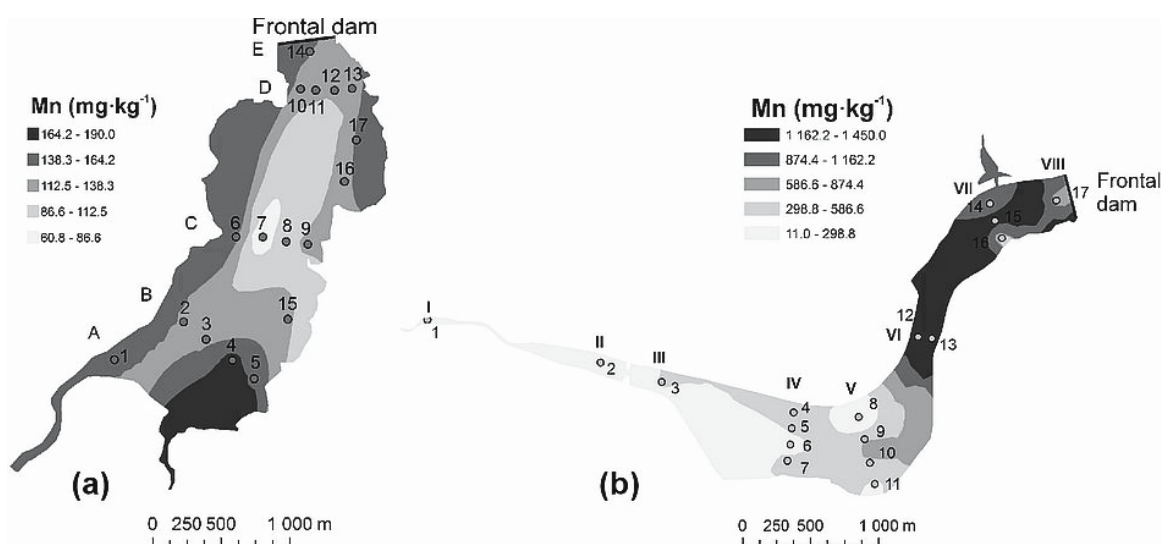 Frontal dam
E
14
D
12
13
10
11
Mn (mg·kg⁻¹)
164.2 - 190.0
138.3 - 164.2
112.5 - 138.3
86.6 - 112.5
60.8 - 86.6
17
16
C
6
7
8
9
B
2
3
15
A
1
4
5
(a)
0 250 500 1 000 m
Mn (mg·kg⁻¹)
1 162.2 - 1 450.0
874.4 - 1 162.2
586.6 - 874.4
298.8 - 586.6
11.0 - 298.8
VIII
VII
17
Frontal
dam
14
15
16
I
1
12
VI
13
II
2
III
3
IV
V
4
8
5
9
6
10
7
11
(b)
0 250 500 1 000 m